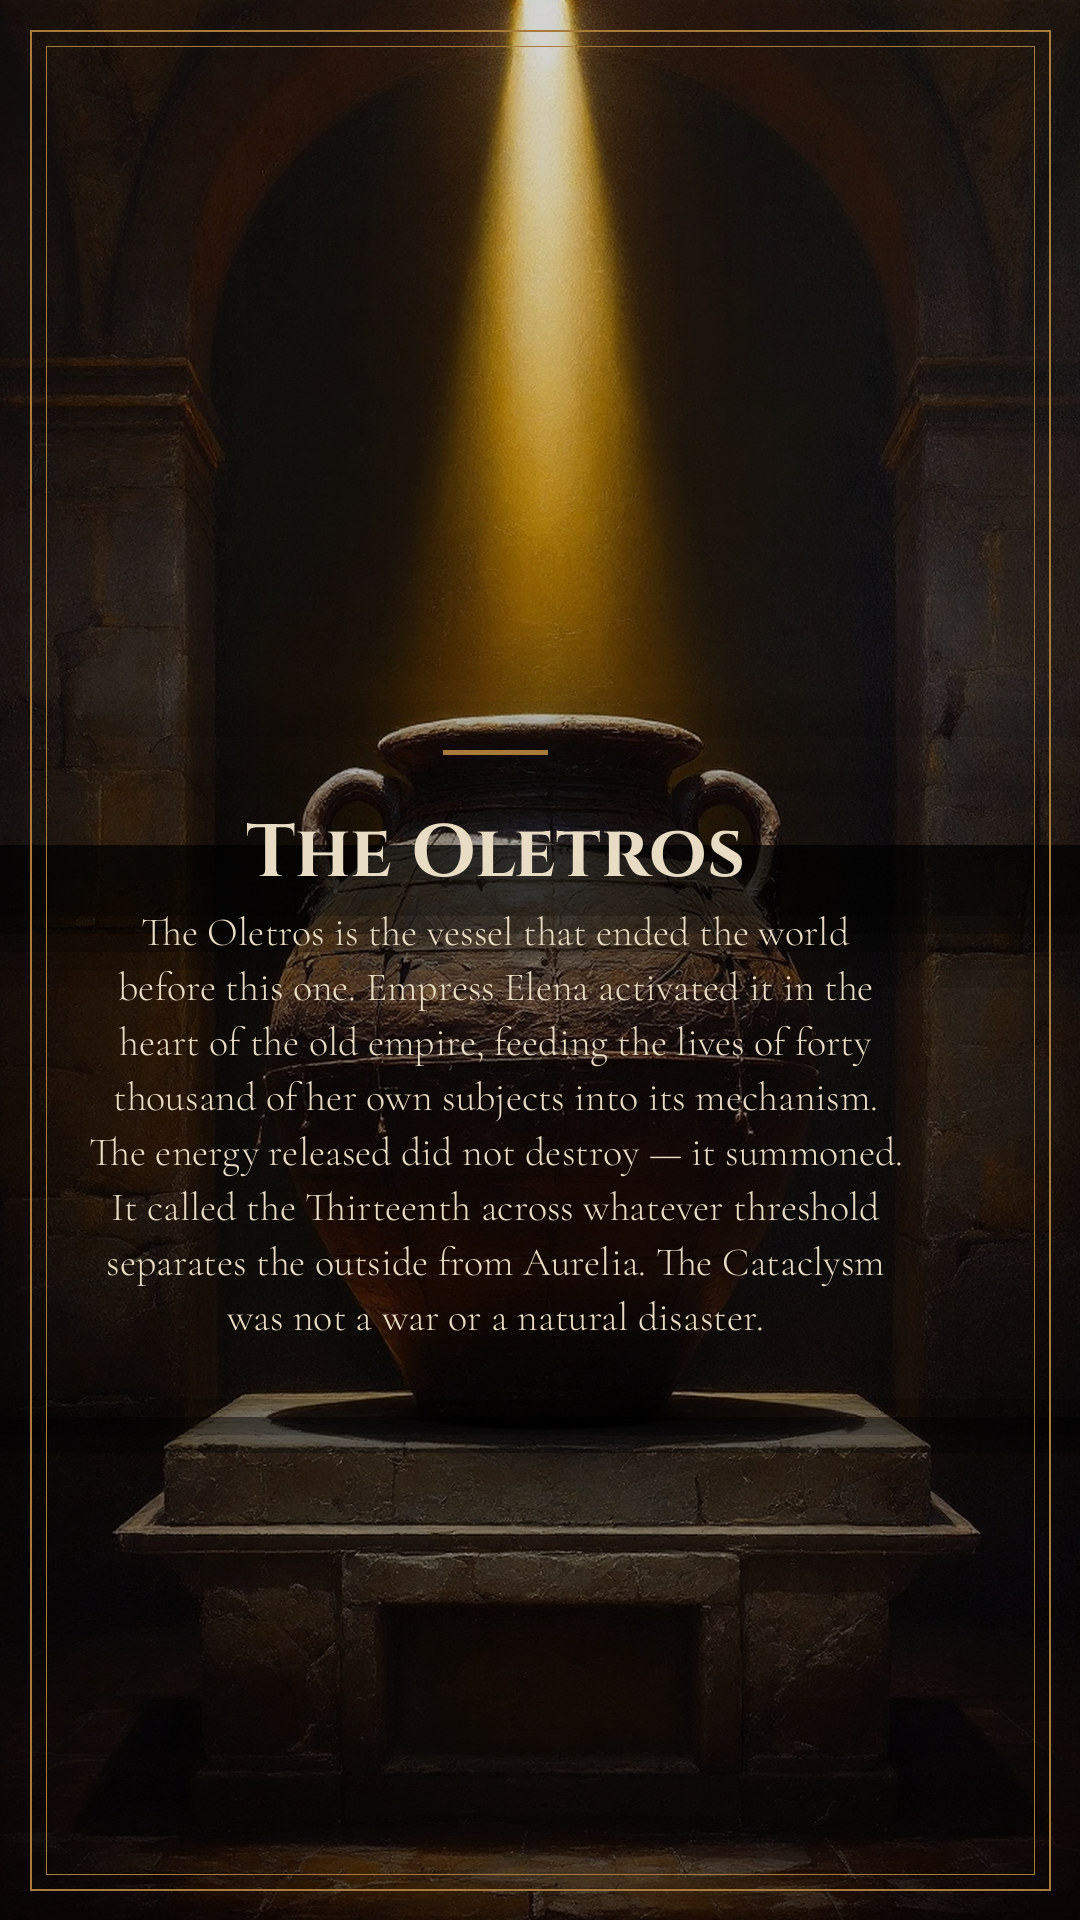 The Oletros
The Oletros is the vessel that ended the world
before this one. Empress Elena activated it in the
heart of the old empire, feeding the lives of forty
thousand of her own subjects into its mechanism.
The energy released did not destroy — it summoned.
It called the Thirteenth across whatever threshold
separates the outside from Aurelia. The Cataclysm
was not a war or a natural disaster.